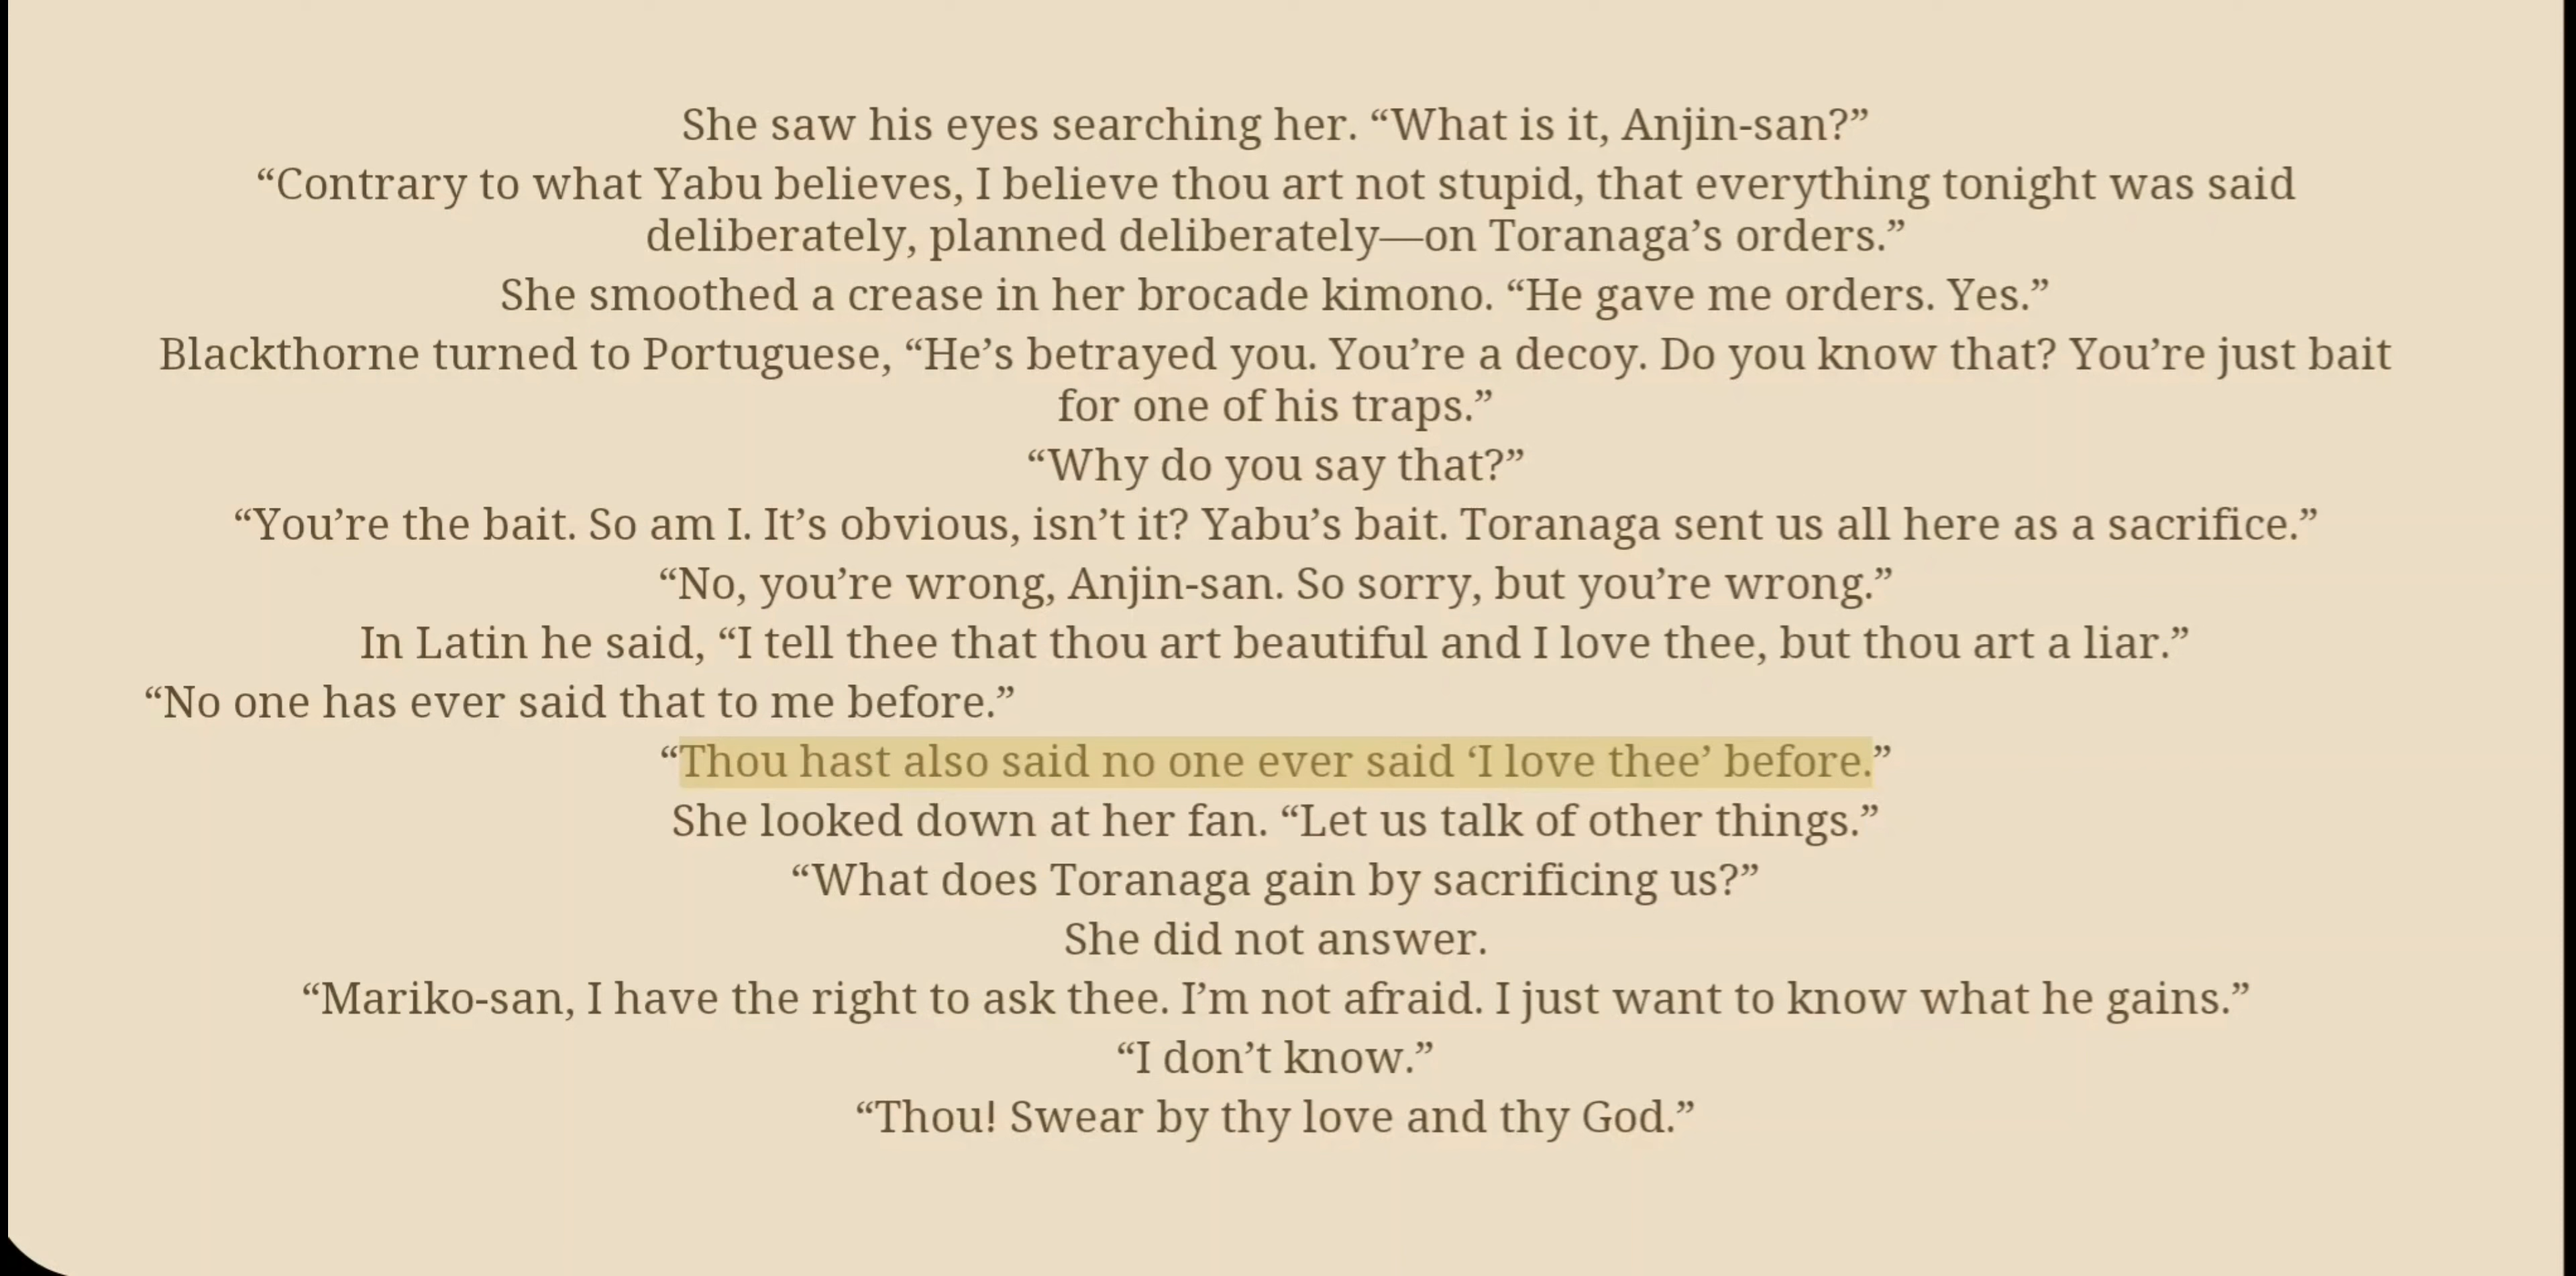 She saw his eyes searching her. “What is it, Anjin-san?”
“Contrary to what Yabu believes, I believe thou art not stupid, that everything tonight was said
deliberately, planned deliberately—on Toranaga’s orders.”
She smoothed a crease in her brocade kimono. “He gave me orders. Yes.”
Blackthorne turned to Portuguese, “He’s betrayed you. You’re a decoy. Do you know that? You’re just bait
for one of his traps.”
“Why do you say that?”
“You’re the bait. So am I. It’s obvious, isn’t it? Yabu’s bait. Toranaga sent us all here as a sacrifice.”
“No, you’re wrong, Anjin-san. So sorry, but you’re wrong.”
In Latin he said, “I tell thee that thou art beautiful and I love thee, but thou art a liar.”
“No one has ever said that to me before.”
“Thou hast also said no one ever said ‘I love thee’ before.”
She looked down at her fan. “Let us talk of other things.”
“What does Toranaga gain by sacrificing us?”
She did not answer.
“Mariko-san, I have the right to ask thee. I’m not afraid. I just want to know what he gains.”
“I don’t know.”
“Thou! Swear by thy love and thy God.”